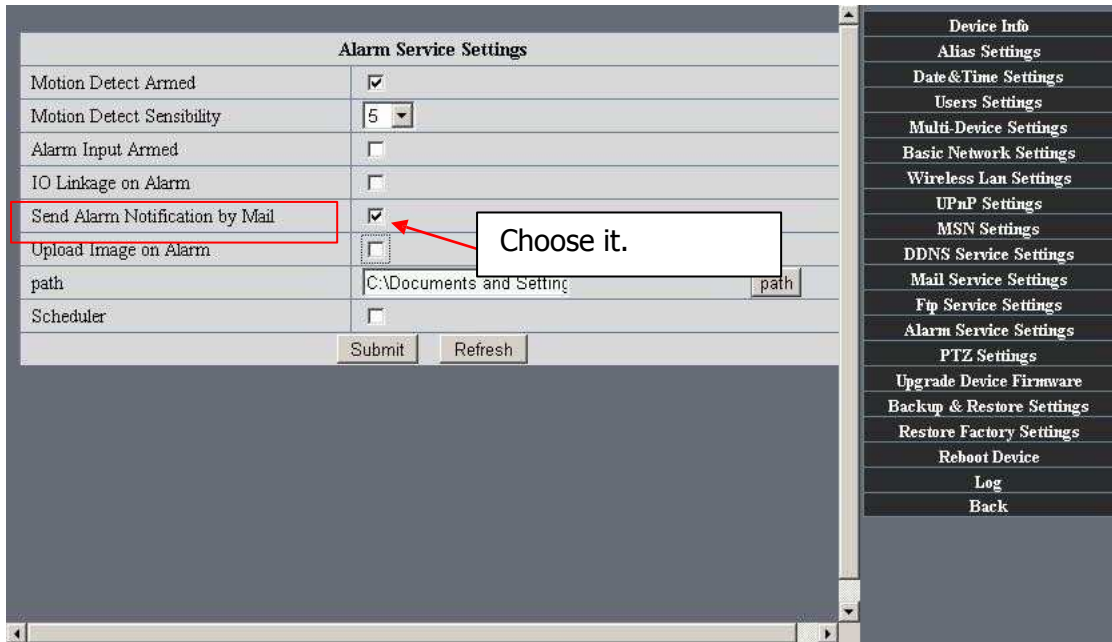 Alarm Service Settings
Motion Detect Armed
Motion Detect Sensibility 5
Alarm Input Armed
IO Linkage on Alarm
Send Alarm Notification by Mail
Choose it.
Upload Image on Alarm
path C:\Documents and Setting path
Scheduler
Submit Refresh
Device Info
Alias Settings
Date&Time Settings
Users Settings
Multi-Device Settings
Basic Network Settings
Wireless Lan Settings
UPnP Settings
MSN Settings
DDNS Service Settings
Mail Service Settings
Ftp Service Settings
Alarm Service Settings
PTZ Settings
Upgrade Device Firmware
Backup & Restore Settings
Restore Factory Settings
Reboot Device
Log
Back